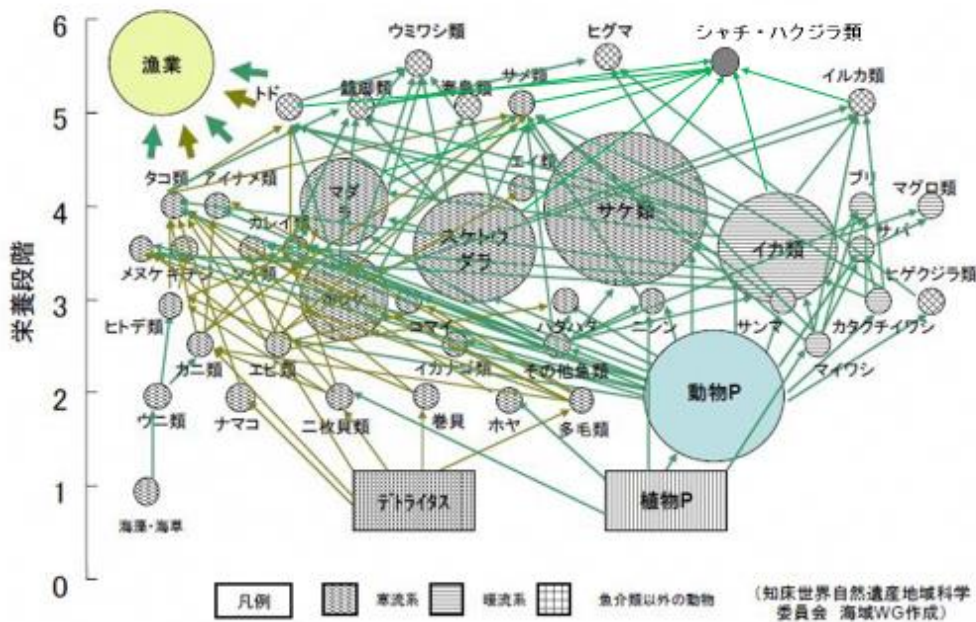 栄養段階
6
5
4
3
2
1
0
漁業
ウミワシ類
ヒグマ
シャチ・ハクジラ類
トド
鰭脚類
海鳥類
サメ類
イルカ類
タコ類
アイナメ類
マダラ
エイ類
サケ類
ブリ
マグロ類
カレイ類
スケトウダラ
イカ類
サバ
メヌケ
キチジ
ヒゲクジラ類
ヒトデ類
コマイ
ハタハタ
ニシン
サンマ
カタクチイワシ
カニ類
エビ類
イカナゴ類
その他魚類
マイワシ
動物P
ウニ類
ナマコ
二枚貝類
巻貝
ホヤ
多毛類
デトライタス
植物P
海藻・海草
凡例
寒流系
暖流系
魚介類以外の動物
(知床世界自然遺産地域科学
委員会 海域WG作成)